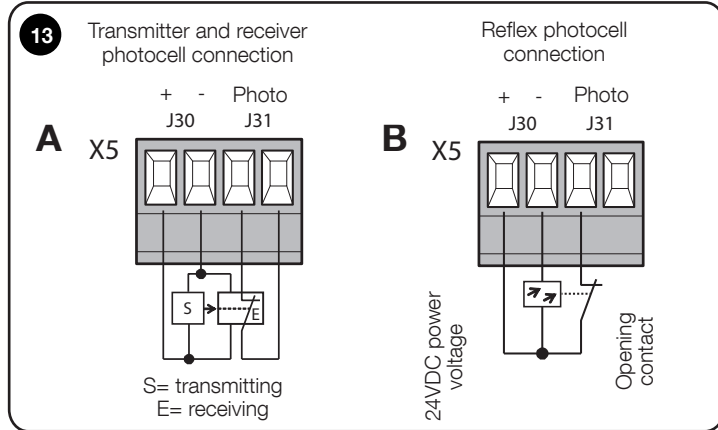 13
Transmitter and receiver
photocell connection
+ - Photo
J30 J31
A X5
S E
S= transmitting
E= receiving
Reflex photocell
connection
+ - Photo
J30 J31
B X5
24VDC power
voltage
Opening
contact